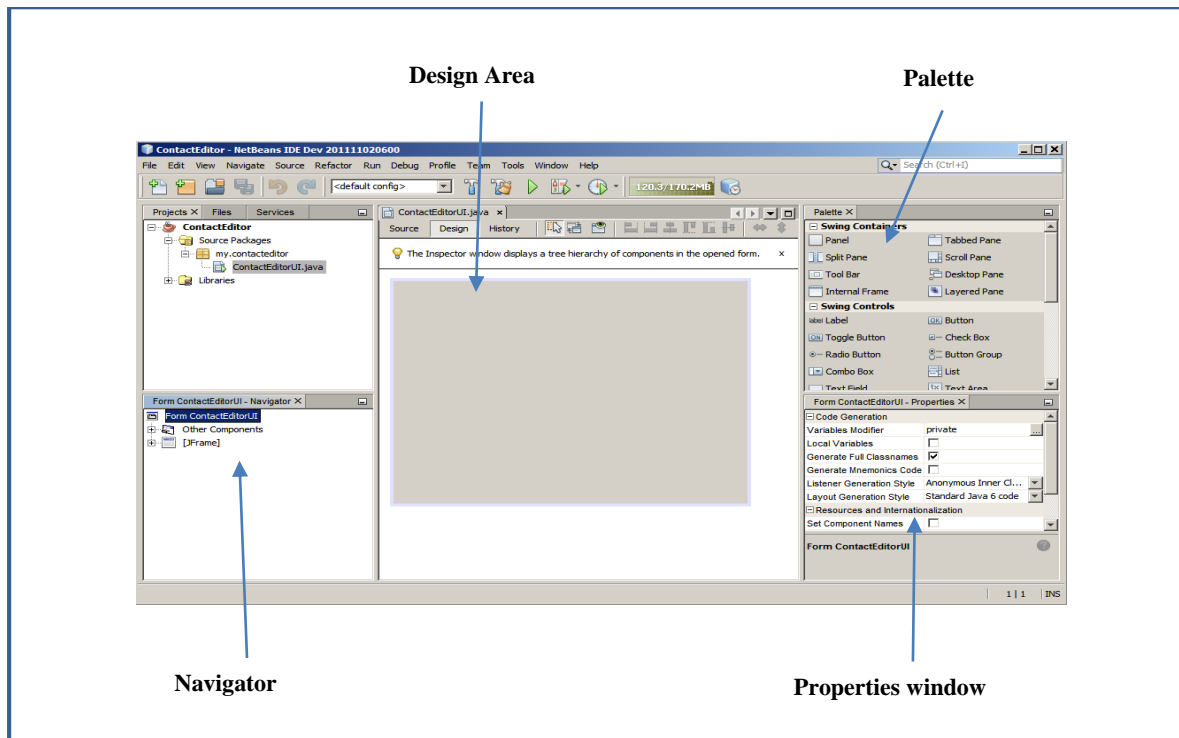 Design Area
Palette
ContactEditor - NetBeans IDE Dev 201111020600
File Edit View Navigate Source Refactor Run Debug Profile Team Tools Window Help
Search (Ctrl+I)
<default config>
120.3/170.2MB
Projects
Files
Services
ContactEditor
Source Packages
my.contacteditor
ContactEditorUI.java
Libraries
ContactEditorUI.java
Source Design History
The Inspector window displays a tree hierarchy of components in the opened form.
Palette
Swing Containers
Panel
Tabbed Pane
Split Pane
Scroll Pane
Tool Bar
Desktop Pane
Internal Frame
Layered Pane
Swing Controls
label Label
OK Button
ON Toggle Button
Check Box
Radio Button
Button Group
Combo Box
List
Text Field
Text Area
Form ContactEditorUI - Navigator
Form ContactEditorUI
Other Components
[JFrame]
Form ContactEditorUI - Properties
Code Generation
Variables Modifier private ...
Local Variables
Generate Full Classnames
Generate Mnemonics Code
Listener Generation Style Anonymous Inner Cl...
Layout Generation Style Standard Java 6 code
Resources and Internationalization
Set Component Names
Form ContactEditorUI
1 | 1 INS
Navigator
Properties window